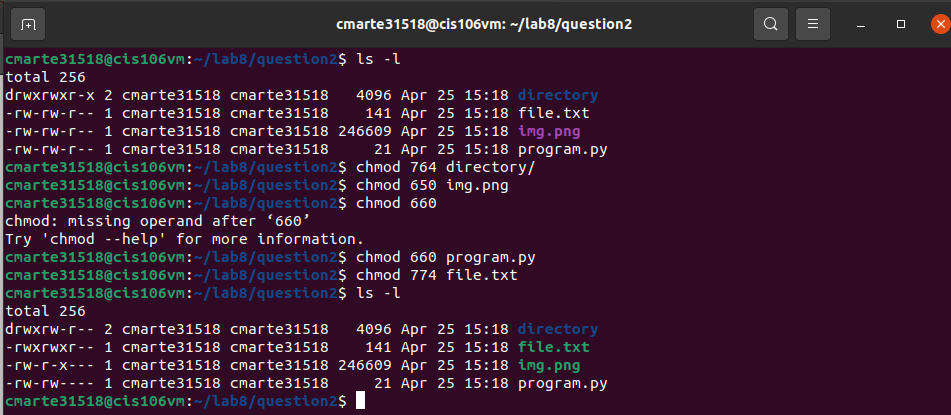 cmarte31518@cis106vm: ~/lab8/question2
cmarte31518@cis106vm:~/lab8/question2$ ls -l
total 256
drwxrwxr-x 2 cmarte31518 cmarte31518   4096 Apr 25 15:18 directory
-rw-rw-r-- 1 cmarte31518 cmarte31518    141 Apr 25 15:18 file.txt
-rw-rw-r-- 1 cmarte31518 cmarte31518 246609 Apr 25 15:18 img.png
-rw-rw-r-- 1 cmarte31518 cmarte31518     21 Apr 25 15:18 program.py
cmarte31518@cis106vm:~/lab8/question2$ chmod 764 directory/
cmarte31518@cis106vm:~/lab8/question2$ chmod 650 img.png
cmarte31518@cis106vm:~/lab8/question2$ chmod 660
chmod: missing operand after ‘660’
Try 'chmod --help' for more information.
cmarte31518@cis106vm:~/lab8/question2$ chmod 660 program.py
cmarte31518@cis106vm:~/lab8/question2$ chmod 774 file.txt
cmarte31518@cis106vm:~/lab8/question2$ ls -l
total 256
drwxrw-r-- 2 cmarte31518 cmarte31518   4096 Apr 25 15:18 directory
-rwxrwxr-- 1 cmarte31518 cmarte31518    141 Apr 25 15:18 file.txt
-rw-r-x--- 1 cmarte31518 cmarte31518 246609 Apr 25 15:18 img.png
-rw-rw---- 1 cmarte31518 cmarte31518     21 Apr 25 15:18 program.py
cmarte31518@cis106vm:~/lab8/question2$